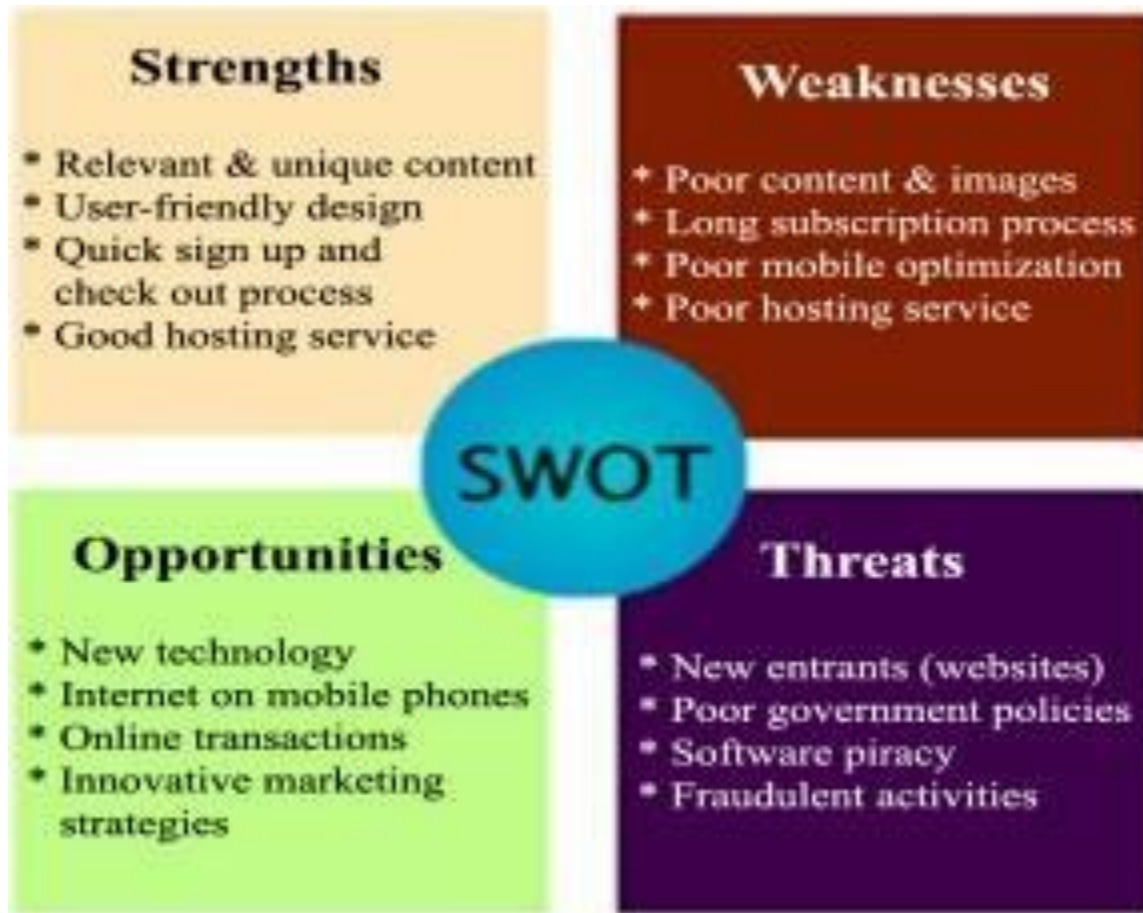 Strengths
* Relevant & unique content
* User-friendly design
* Quick sign up and
check out process
* Good hosting service
Weaknesses
* Poor content & images
* Long subscription process
* Poor mobile optimization
* Poor hosting service
SWOT
Opportunities
* New technology
* Internet on mobile phones
* Online transactions
* Innovative marketing
strategies
Threats
* New entrants (websites)
* Poor government policies
* Software piracy
* Fraudulent activities